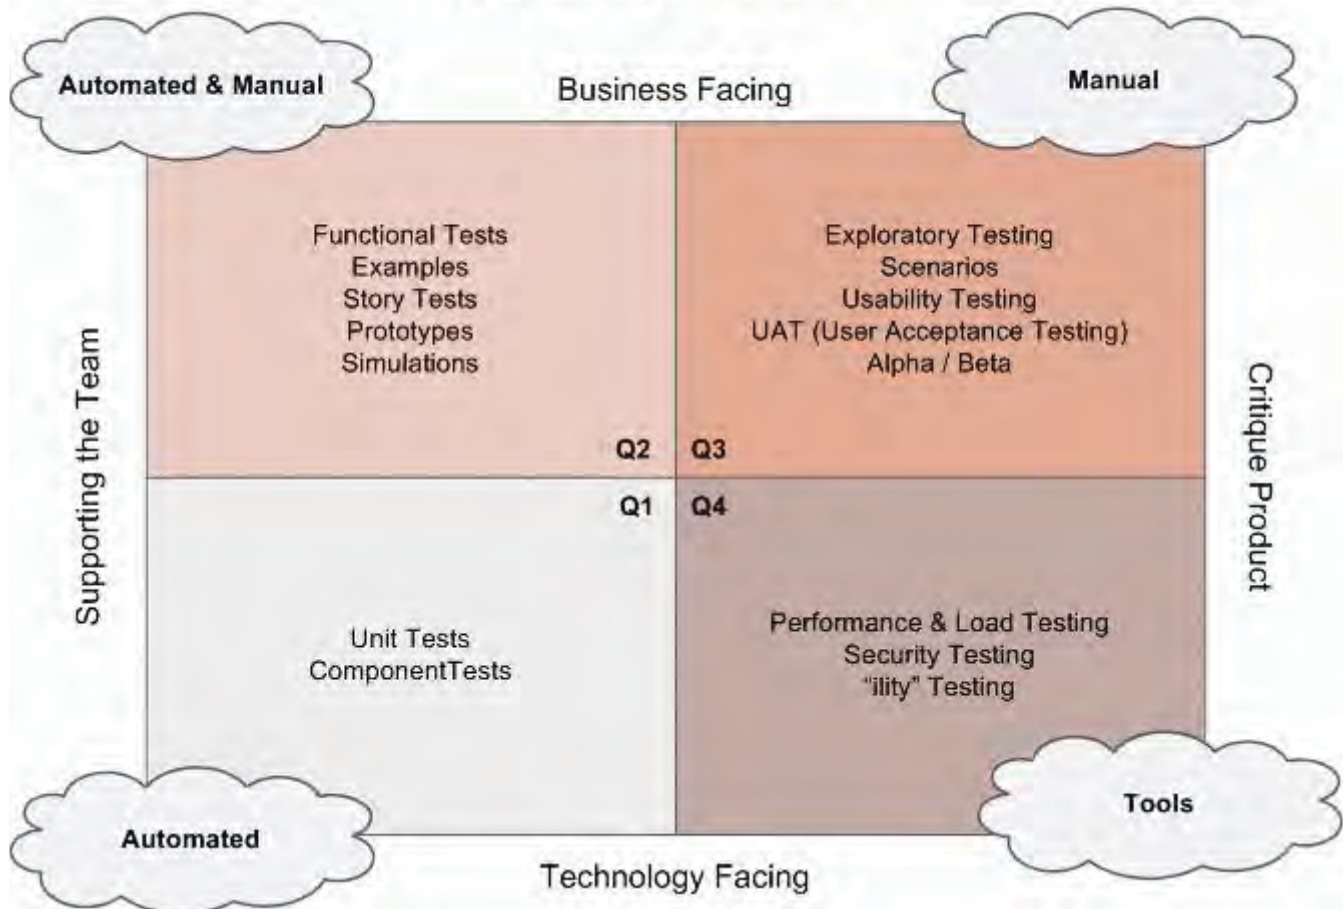 Automated & Manual
Business Facing
Manual
Functional Tests
Examples
Story Tests
Prototypes
Simulations
Exploratory Testing
Scenarios
Usability Testing
UAT (User Acceptance Testing)
Alpha / Beta
Supporting the Team
Critique Product
Q2
Q3
Q1
Q4
Unit Tests
ComponentTests
Performance & Load Testing
Security Testing
“ility” Testing
Automated
Tools
Technology Facing